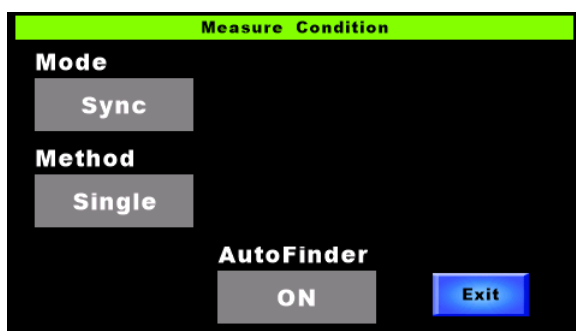 Measure Condition
Mode
Sync
Method
Single
AutoFinder
ON
Exit